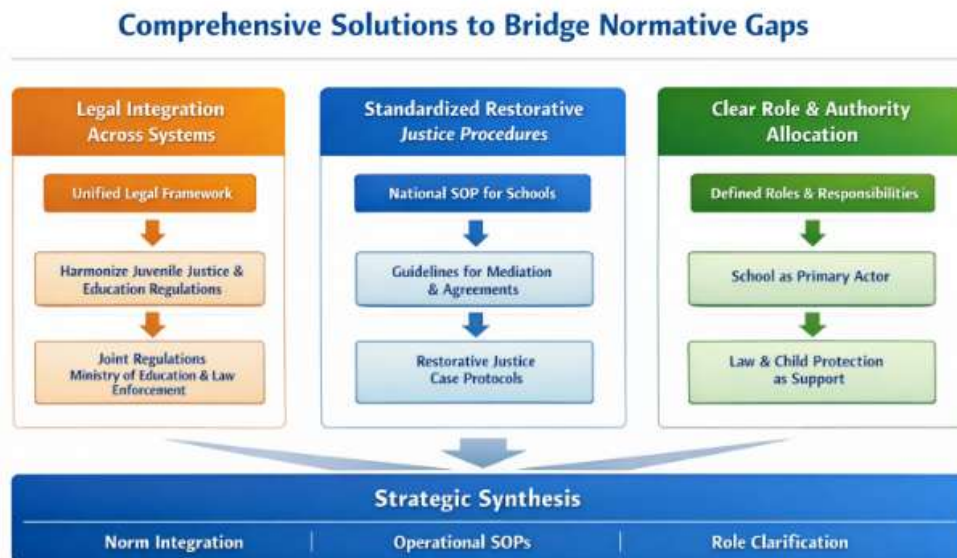 Comprehensive Solutions to Bridge Normative Gaps
Legal Integration
Across Systems
Unified Legal Framework
Harmonize Juvenile Justice &
Education Regulations
Joint Regulations
Ministry of Education & Law
Enforcement
Standardized Restorative
Justice Procedures
National SOP for Schools
Guidelines for Mediation
& Agreements
Restorative Justice
Case Protocols
Clear Role & Authority
Allocation
Defined Roles & Responsibilities
School as Primary Actor
Law & Child Protection
as Support
Strategic Synthesis
Norm Integration
Operational SOPs
Role Clarification